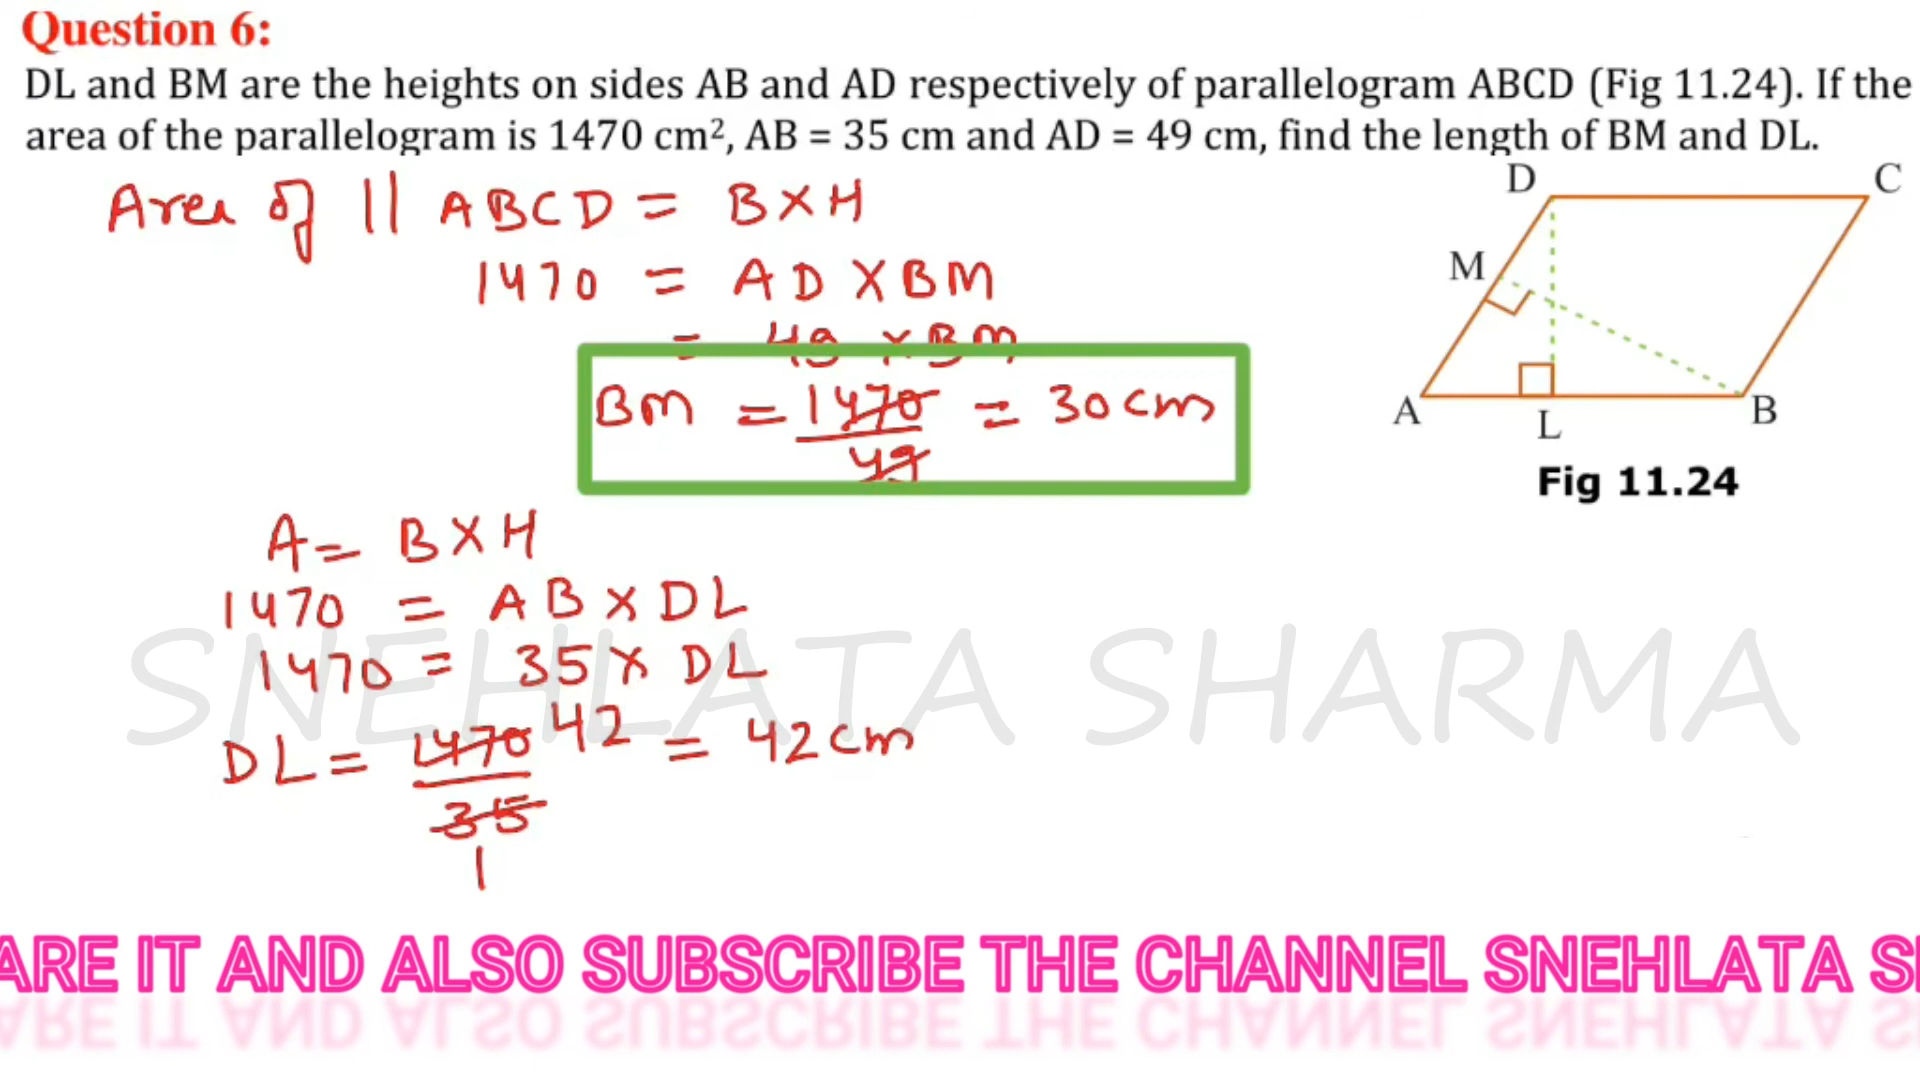 Question 6:
DL and BM are the heights on sides AB and AD respectively of parallelogram ABCD (Fig 11.24). If the
area of the parallelogram is 1470 cm², AB = 35 cm and AD = 49 cm, find the length of BM and DL.
Area of || ABCD = B X H
1470 = AD X BM
= 49 x BM
BM = 1470/49 = 30 cm
D
C
M
A
L
B
Fig 11.24
A = B X H
1470 = AB x DL
1470 = 35 x DL
DL = 1470/35 42 = 42 cm
1
SNEHLATA SHARMA
ARE IT AND ALSO SUBSCRIBE THE CHANNEL SNEHLATA S